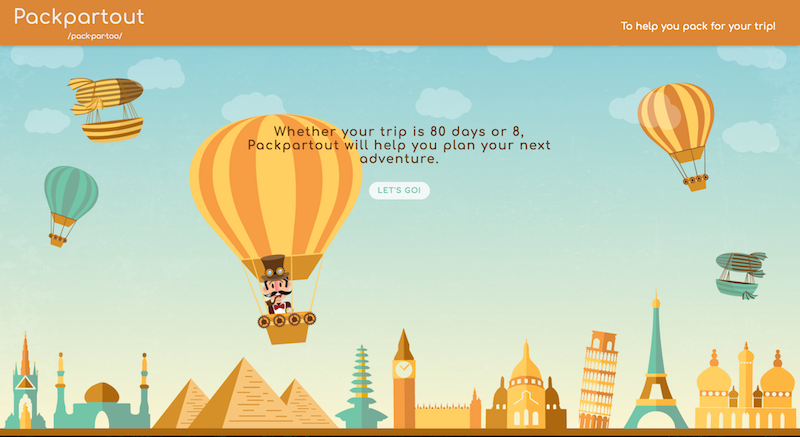 Packpartout
/pack·par·too/
To help you pack for your trip!
Whether your trip is 80 days or 8,
Packpartout will help you plan your next
adventure.
LET'S GO!